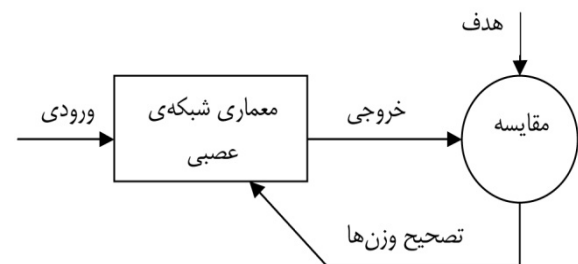 هدف
ورودی
معماری شبکه‌ی
عصبی
خروجی
مقایسه
تصحیح وزن‌ها